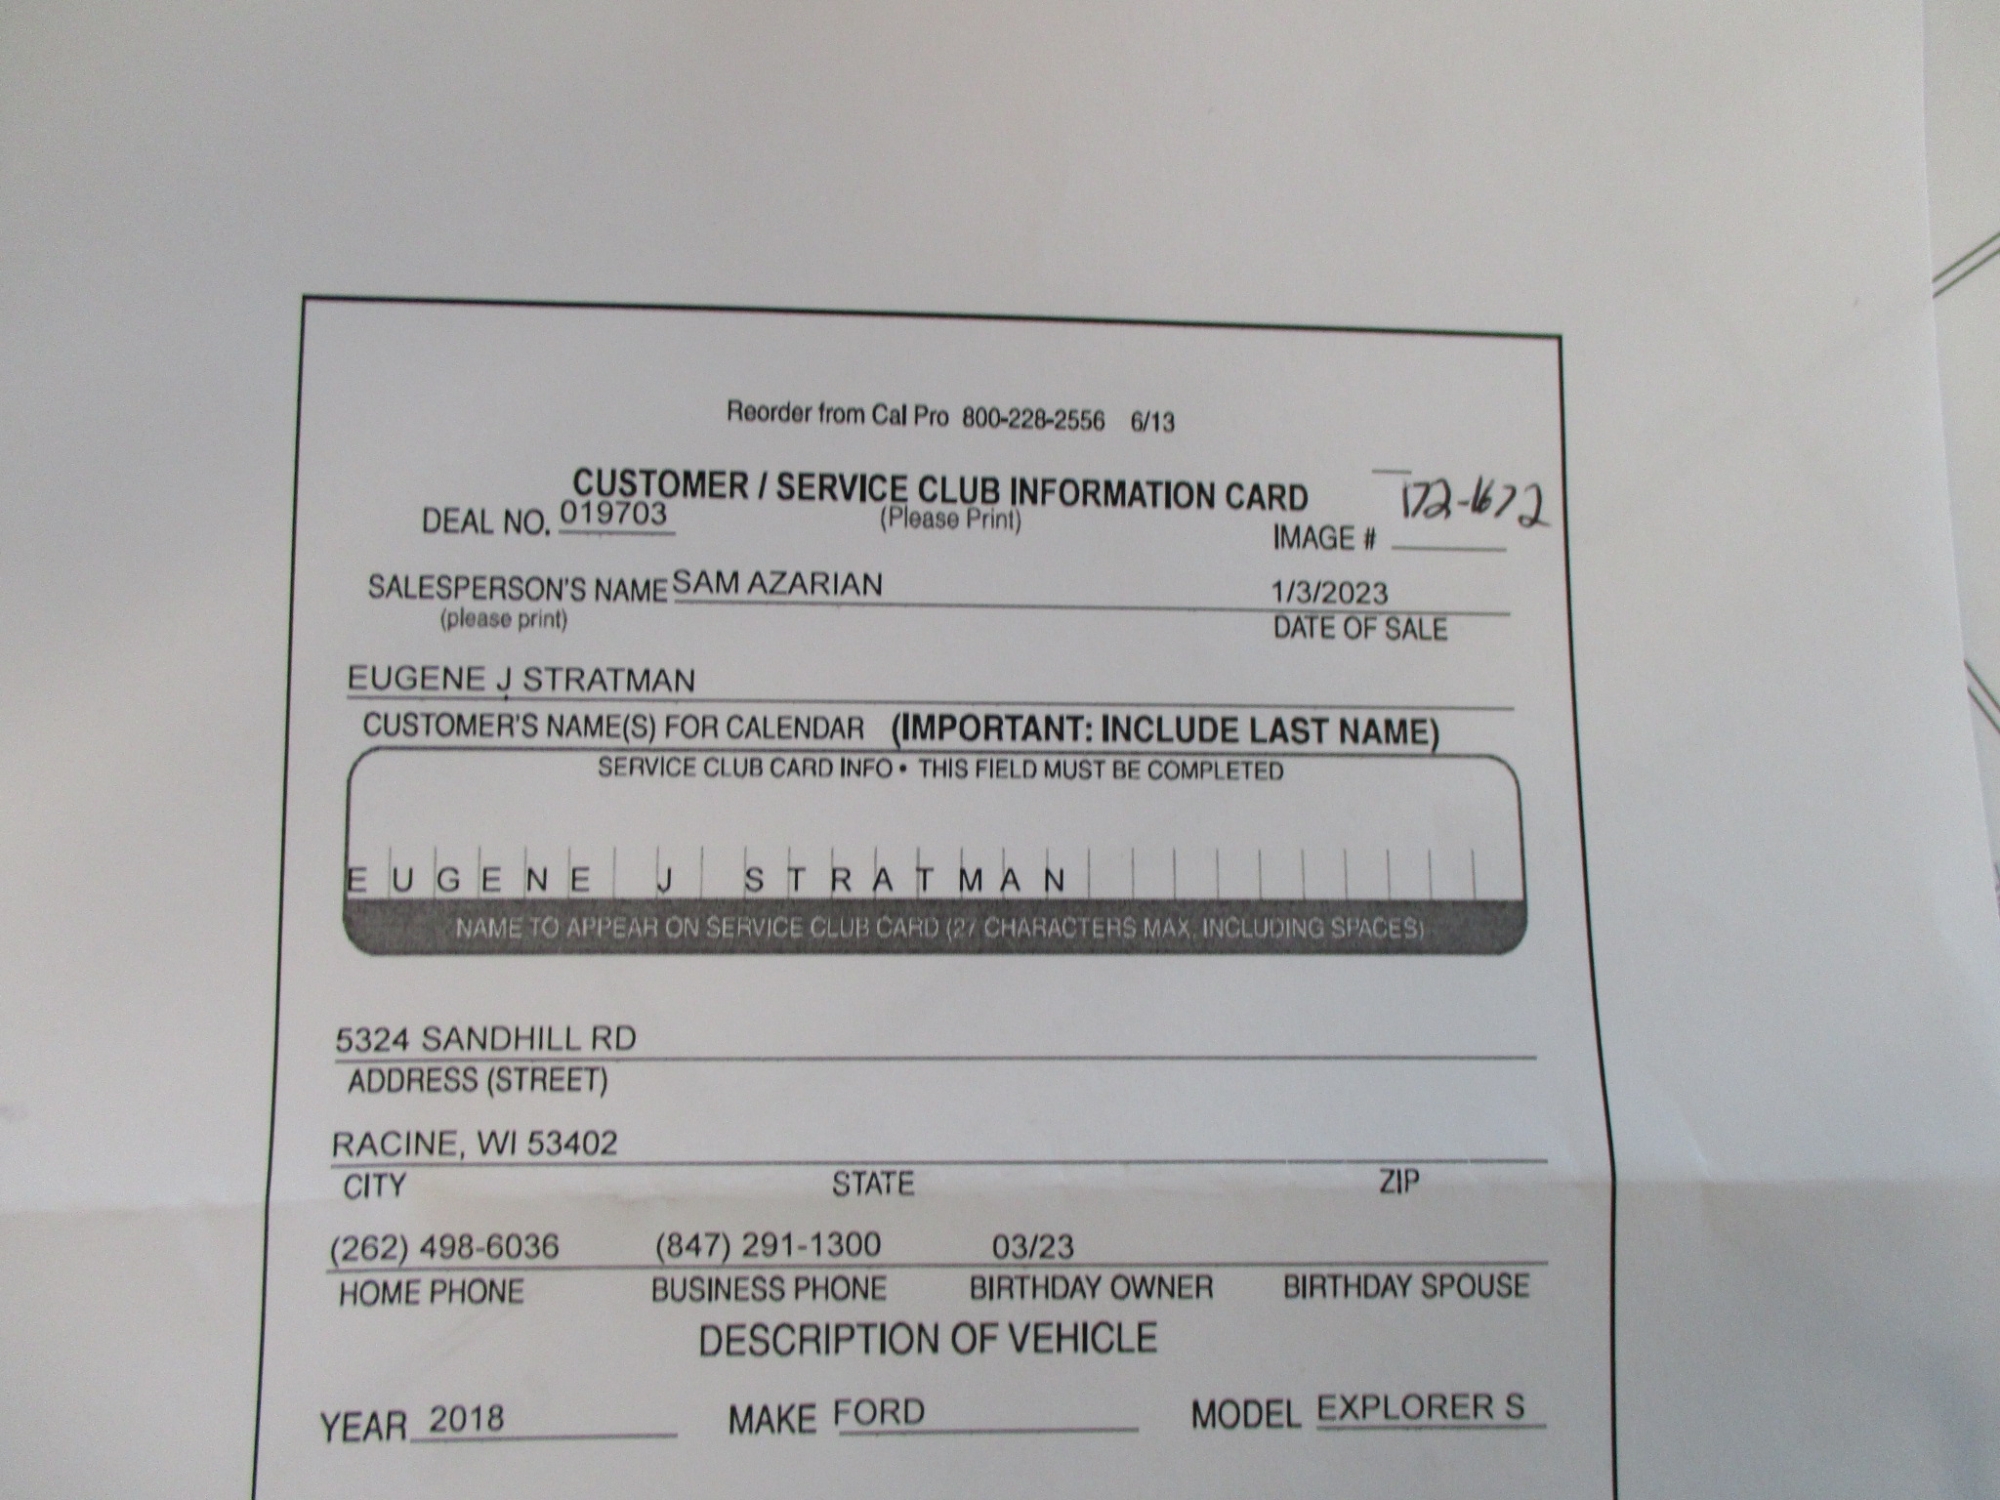 Reorder from Cal Pro 800-228-2556 6/13
CUSTOMER / SERVICE CLUB INFORMATION CARD 172-1672
DEAL NO. 019703 (Please Print) IMAGE #
SALESPERSON'S NAME SAM AZARIAN 1/3/2023
(please print) DATE OF SALE
EUGENE J STRATMAN
CUSTOMER'S NAME(S) FOR CALENDAR (IMPORTANT: INCLUDE LAST NAME)
SERVICE CLUB CARD INFO • THIS FIELD MUST BE COMPLETED
E U G E N E J S T R A T M A N
NAME TO APPEAR ON SERVICE CLUB CARD (27 CHARACTERS MAX. INCLUDING SPACES)
5324 SANDHILL RD
ADDRESS (STREET)
RACINE, WI 53402
CITY STATE ZIP
(262) 498-6036 (847) 291-1300 03/23
HOME PHONE BUSINESS PHONE BIRTHDAY OWNER BIRTHDAY SPOUSE
DESCRIPTION OF VEHICLE
YEAR 2018 MAKE FORD MODEL EXPLORER S